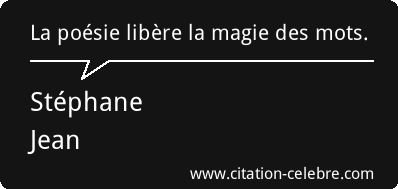 La poésie libère la magie des mots.
Stéphane
Jean
www.citation-celebre.com